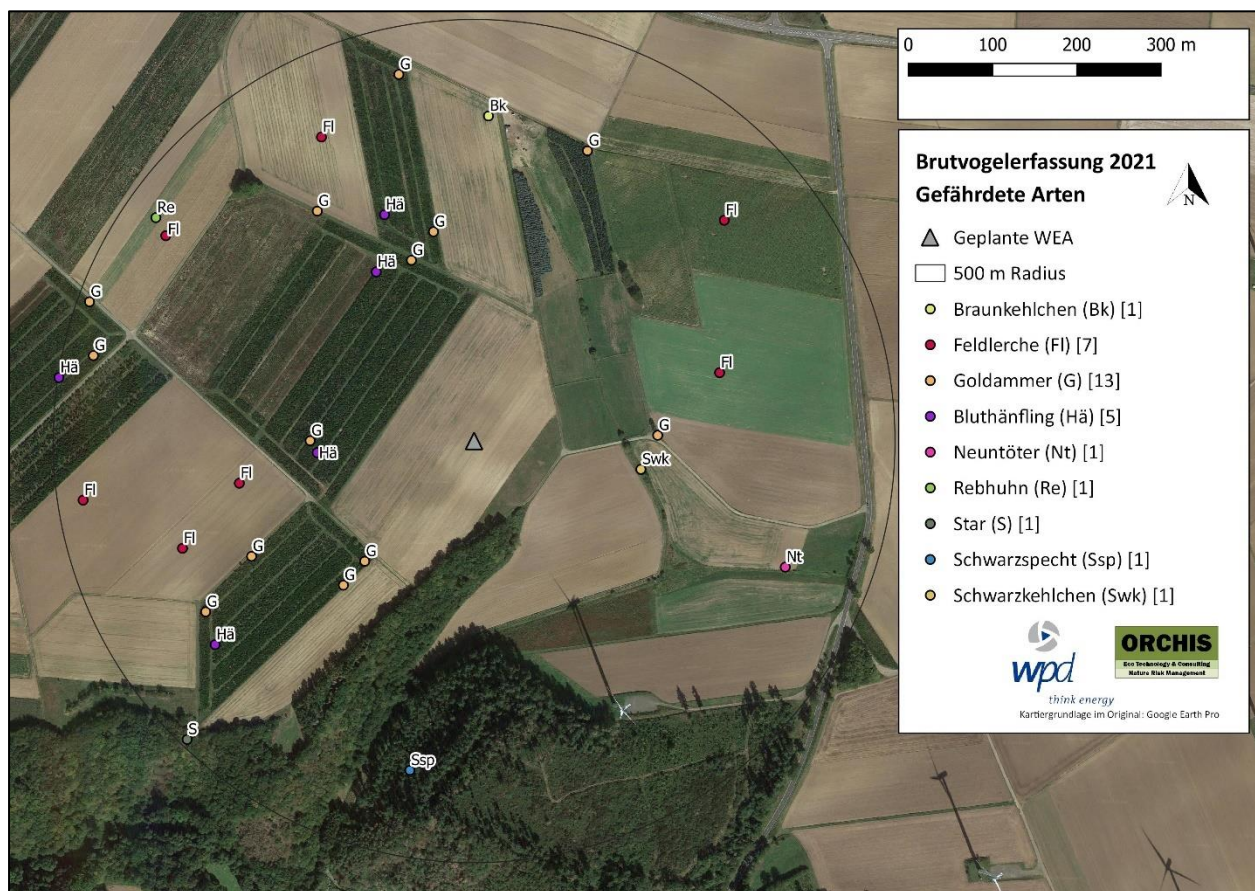 0 100 200 300 m
Brutvogelerfassung 2021
Gefährdete Arten
N
Geplante WEA
500 m Radius
Braunkehlchen (Bk) [1]
Feldlerche (Fl) [7]
Goldammer (G) [13]
Bluthänfling (Hä) [5]
Neuntöter (Nt) [1]
Rebhuhn (Re) [1]
Star (S) [1]
Schwarzspecht (Ssp) [1]
Schwarzkehlchen (Swk) [1]
wpd
think energy
ORCHIS
Eco Technology & Consulting
Nature Risk Management
Kartiergrundlage im Original: Google Earth Pro
G
Bk
Fl
G
Re
G
Hä
Fl
Fl
G
G
Hä
G
G
Hä
Fl
G
G
Hä
Swk
Fl
Fl
Fl
G
G
Nt
G
G
Hä
S
Ssp